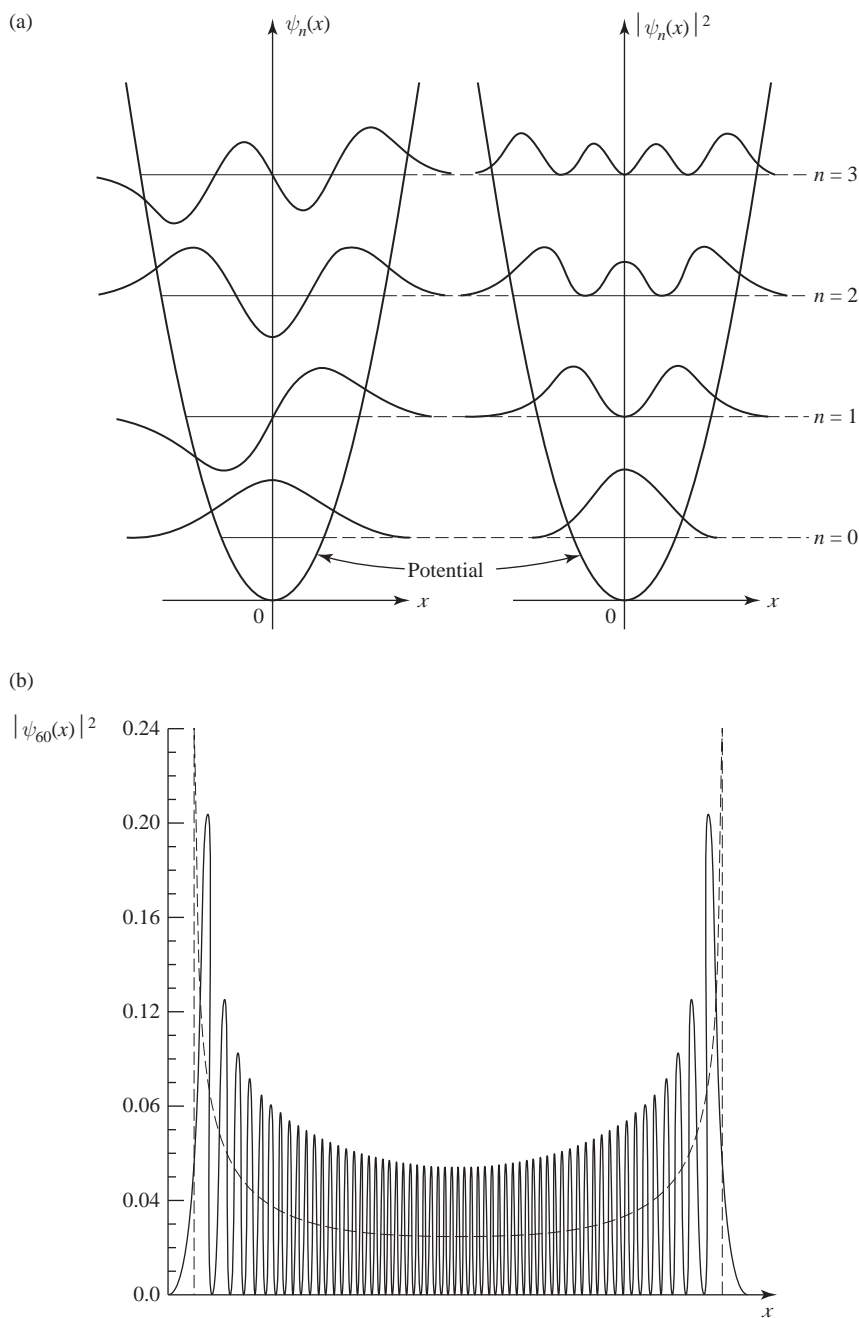 (a)
ψn(x)
|ψn(x)|2
n = 3
n = 2
n = 1
n = 0
Potential
0
x
0
x
(b)
|ψ60(x)|2
0.24
0.20
0.16
0.12
0.06
0.04
0.0
x